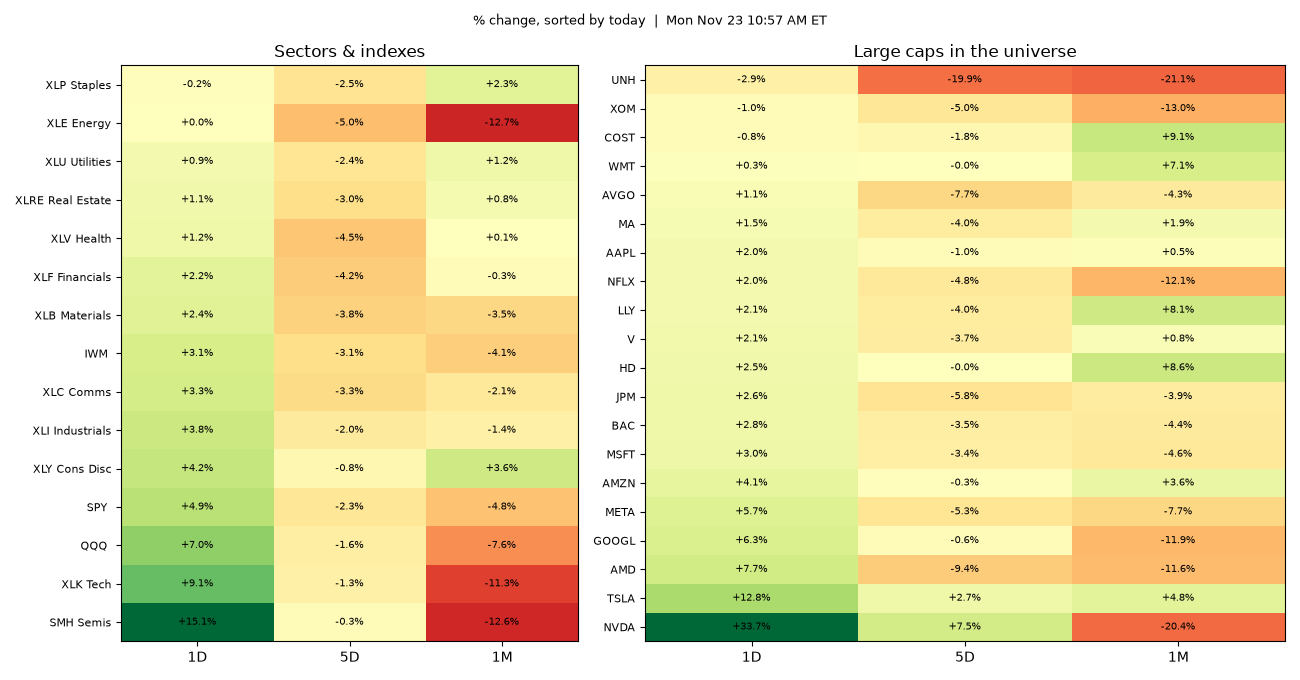 % change, sorted by today | Mon Nov 23 10:57 AM ET
Sectors & indexes
XLP Staples -0.2% -2.5% +2.3%
XLE Energy +0.0% -5.0% -12.7%
XLU Utilities +0.9% -2.4% +1.2%
XLRE Real Estate +1.1% -3.0% +0.8%
XLV Health +1.2% -4.5% +0.1%
XLF Financials +2.2% -4.2% -0.3%
XLB Materials +2.4% -3.8% -3.5%
IWM +3.1% -3.1% -4.1%
XLC Comms +3.3% -3.3% -2.1%
XLI Industrials +3.8% -2.0% -1.4%
XLY Cons Disc +4.2% -0.8% +3.6%
SPY +4.9% -2.3% -4.8%
QQQ +7.0% -1.6% -7.6%
XLK Tech +9.1% -1.3% -11.3%
SMH Semis +15.1% -0.3% -12.6%
1D 5D 1M
Large caps in the universe
UNH -2.9% -19.9% -21.1%
XOM -1.0% -5.0% -13.0%
COST -0.8% -1.8% +9.1%
WMT +0.3% -0.0% +7.1%
AVGO +1.1% -7.7% -4.3%
MA +1.5% -4.0% +1.9%
AAPL +2.0% -1.0% +0.5%
NFLX +2.0% -4.8% -12.1%
LLY +2.1% -4.0% +8.1%
V +2.1% -3.7% +0.8%
HD +2.5% -0.0% +8.6%
JPM +2.6% -5.8% -3.9%
BAC +2.8% -3.5% -4.4%
MSFT +3.0% -3.4% -4.6%
AMZN +4.1% -0.3% +3.6%
META +5.7% -5.3% -7.7%
GOOGL +6.3% -0.6% -11.9%
AMD +7.7% -9.4% -11.6%
TSLA +12.8% +2.7% +4.8%
NVDA +33.7% +7.5% -20.4%
1D 5D 1M